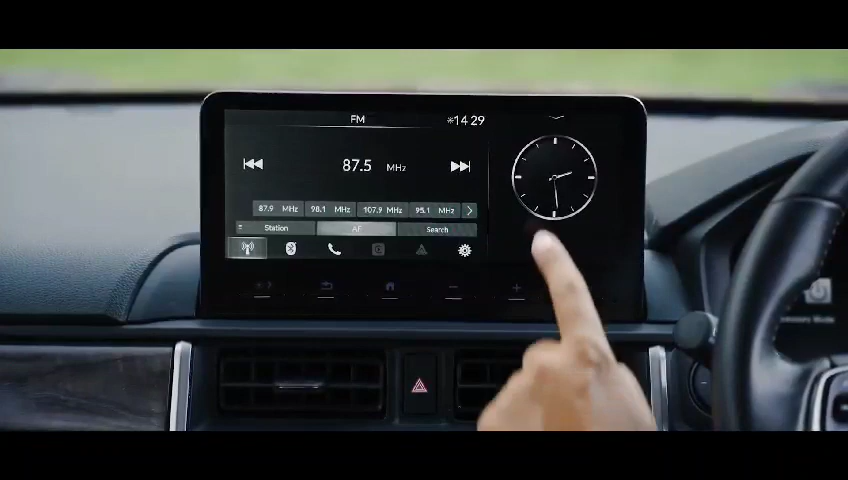 FM
14 29
87.5 MHz
87.9 MHz 98.1 MHz 107.9 MHz 95.1 MHz
Station AF Search